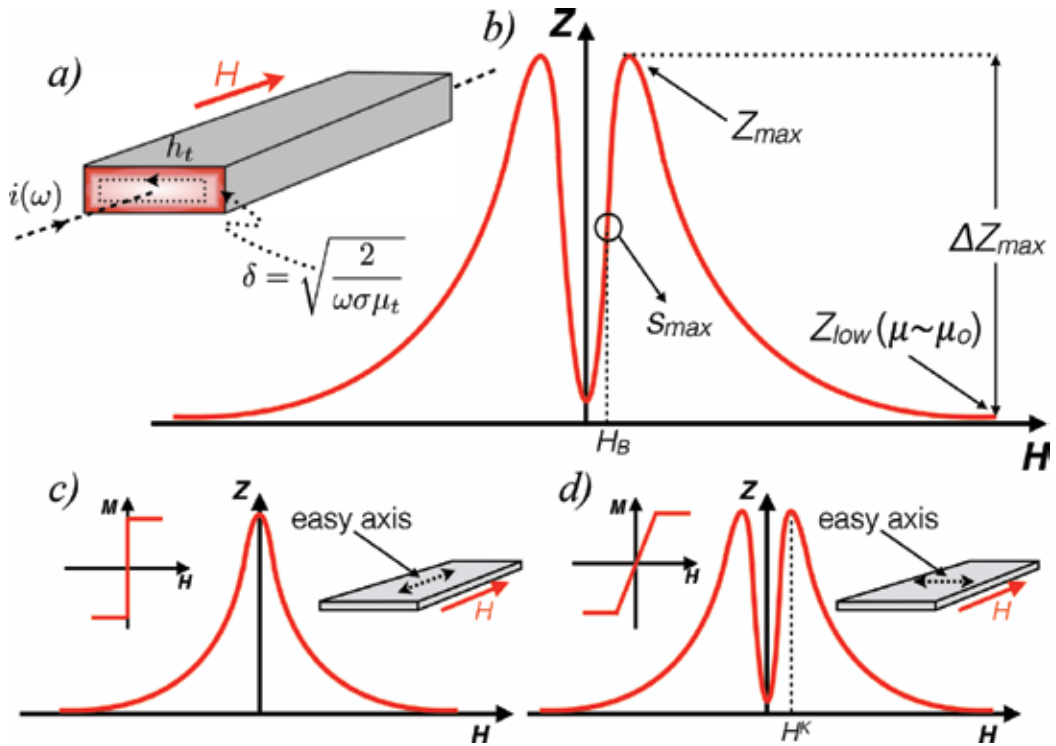 a)
H
h_t
i(ω)
δ = √(2/(ωσμ_t))
b)
Z
Z_max
ΔZ_max
s_max
Z_low (μ~μ_o)
H_B
H
c)
M
H
Z
easy axis
H
H
d)
M
H
Z
easy axis
H
H^K
H